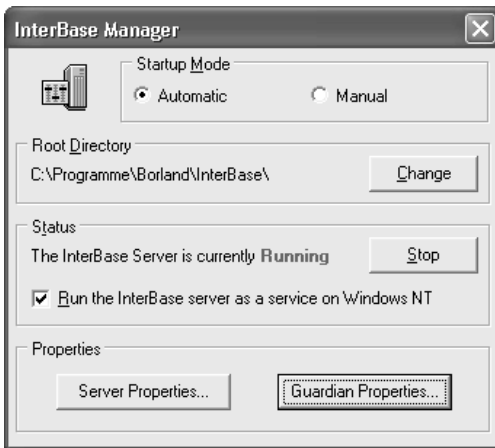 InterBase Manager
Startup Mode
Automatic Manual
Root Directory
C:\Programme\Borland\InterBase\ Change
Status
The InterBase Server is currently Running Stop
Run the InterBase server as a service on Windows NT
Properties
Server Properties... Guardian Properties...